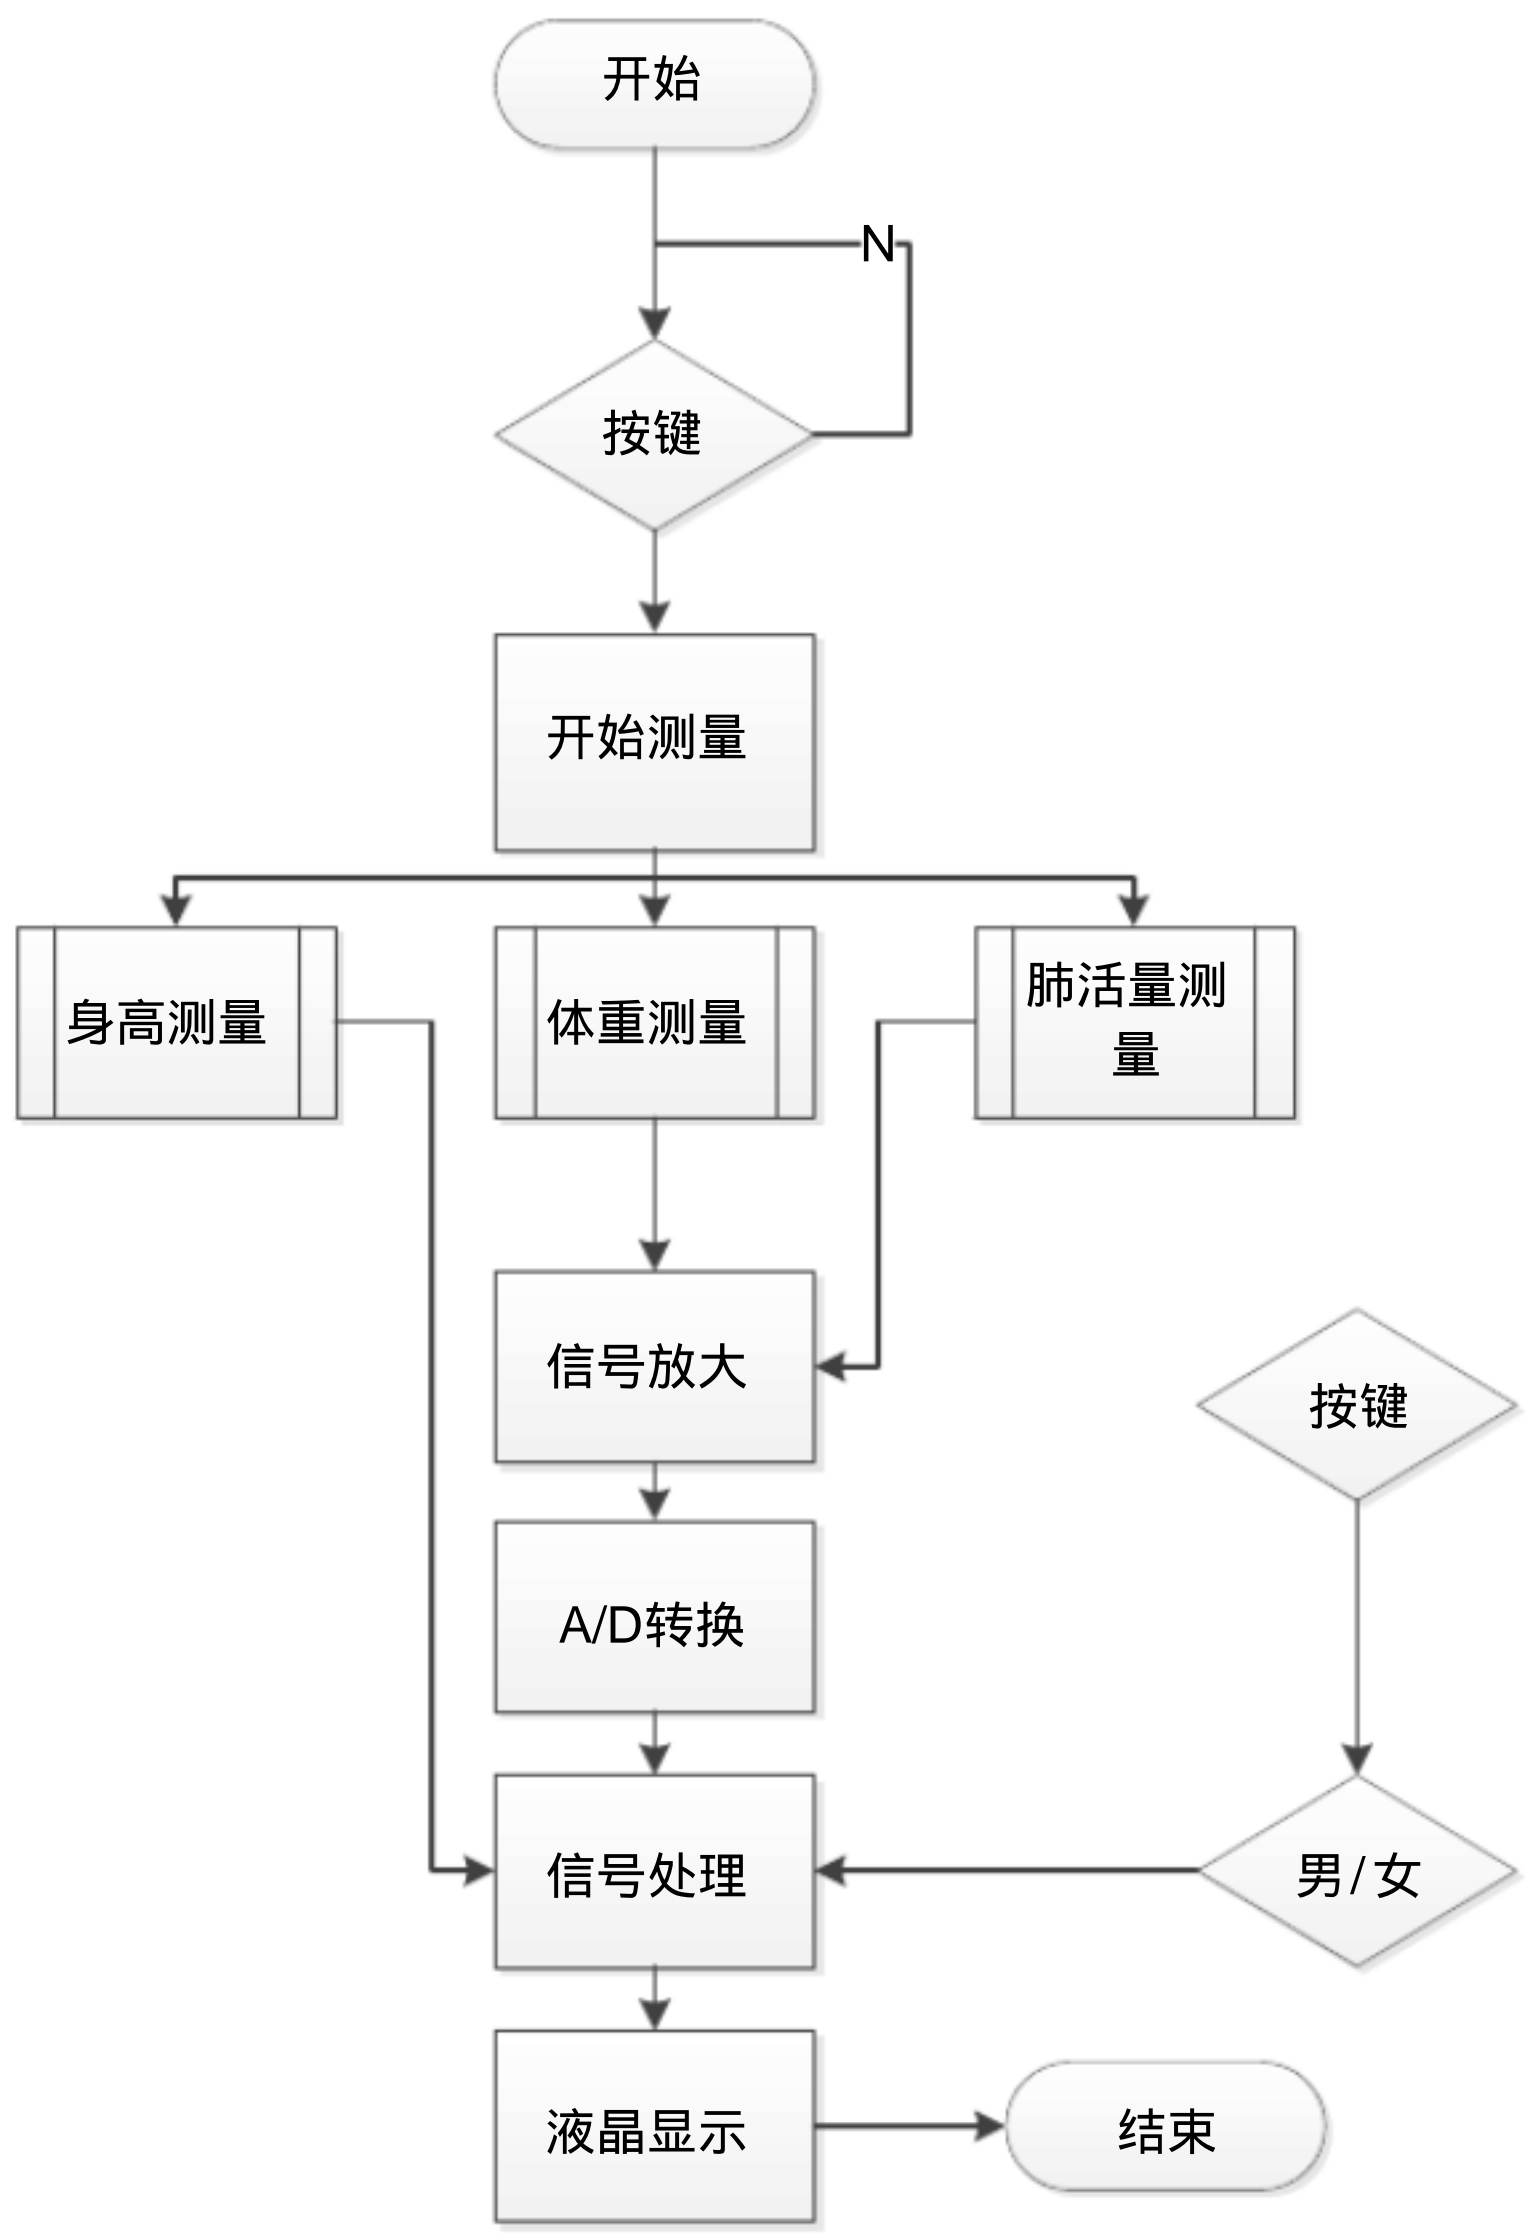 开始
N
按键
开始测量
身高测量
体重测量
肺活量测
量
信号放大
按键
A/D转换
信号处理
男/女
液晶显示
结束